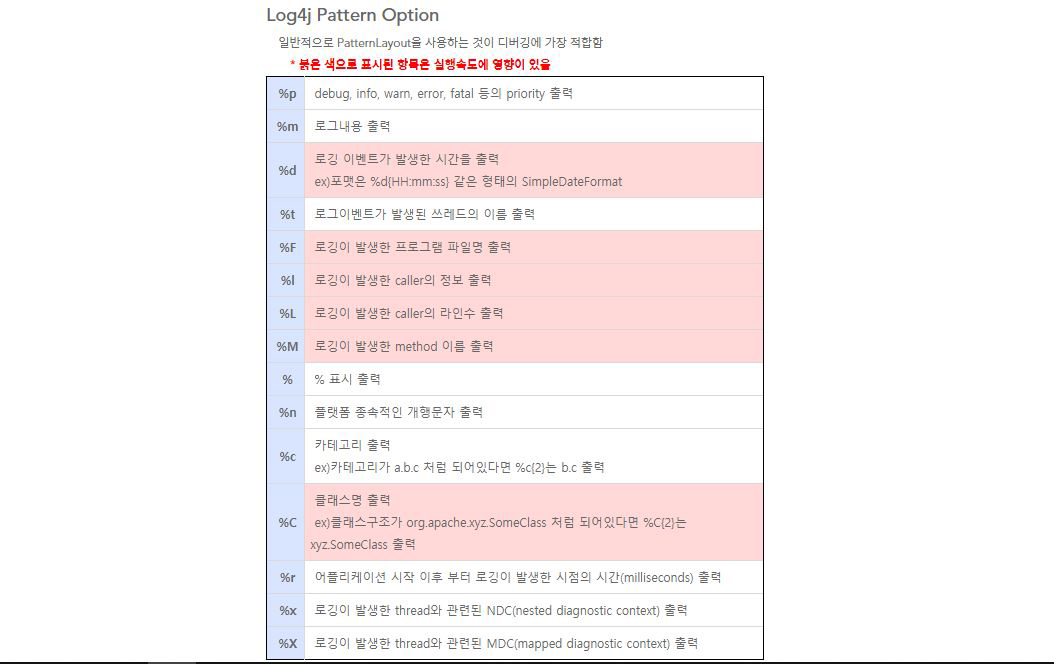 Log4j Pattern Option
일반적으로 PatternLayout을 사용하는 것이 디버깅에 가장 적합함
* 붉은 색으로 표시된 항목은 실행속도에 영향이 있을
%p debug, info, warn, error, fatal 등의 priority 출력
%m 로그내용 출력
%d 로깅 이벤트가 발생한 시간을 출력
ex)포맷은 %d{HH:mm:ss} 같은 형태의 SimpleDateFormat
%t 로그이벤트가 발생된 쓰레드의 이름 출력
%F 로깅이 발생한 프로그램 파일명 출력
%l 로깅이 발생한 caller의 정보 출력
%L 로깅이 발생한 caller의 라인수 출력
%M 로깅이 발생한 method 이름 출력
% % 표시 출력
%n 플랫폼 종속적인 개행문자 출력
%c 카테고리 출력
ex)카테고리가 a.b.c 처럼 되어있다면 %c{2}는 b.c 출력
%C 클래스명 출력
ex)클래스구조가 org.apache.xyz.SomeClass 처럼 되어있다면 %C{2}는
xyz.SomeClass 출력
%r 어플리케이션 시작 이후 부터 로깅이 발생한 시점의 시간(milliseconds) 출력
%x 로깅이 발생한 thread와 관련된 NDC(nested diagnostic context) 출력
%X 로깅이 발생한 thread와 관련된 MDC(mapped diagnostic context) 출력